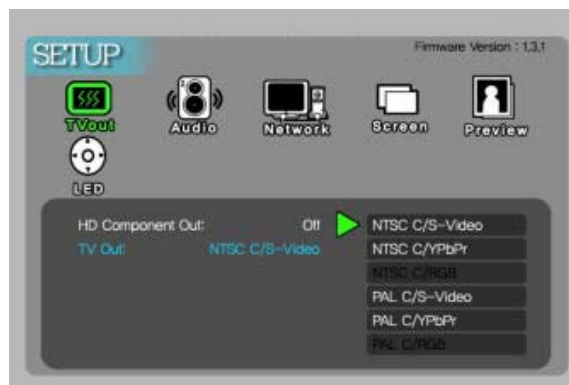 SETUP
Firmware Version : 1.3.1
TVout
Audio
Network
Screen
Preview
LED
HD Component Out: Off
TV Out: NTSC C/S-Video
NTSC C/S-Video
NTSC C/YPbPr
NTSC C/RGB
PAL C/S-Video
PAL C/YPbPr
PAL C/RGB